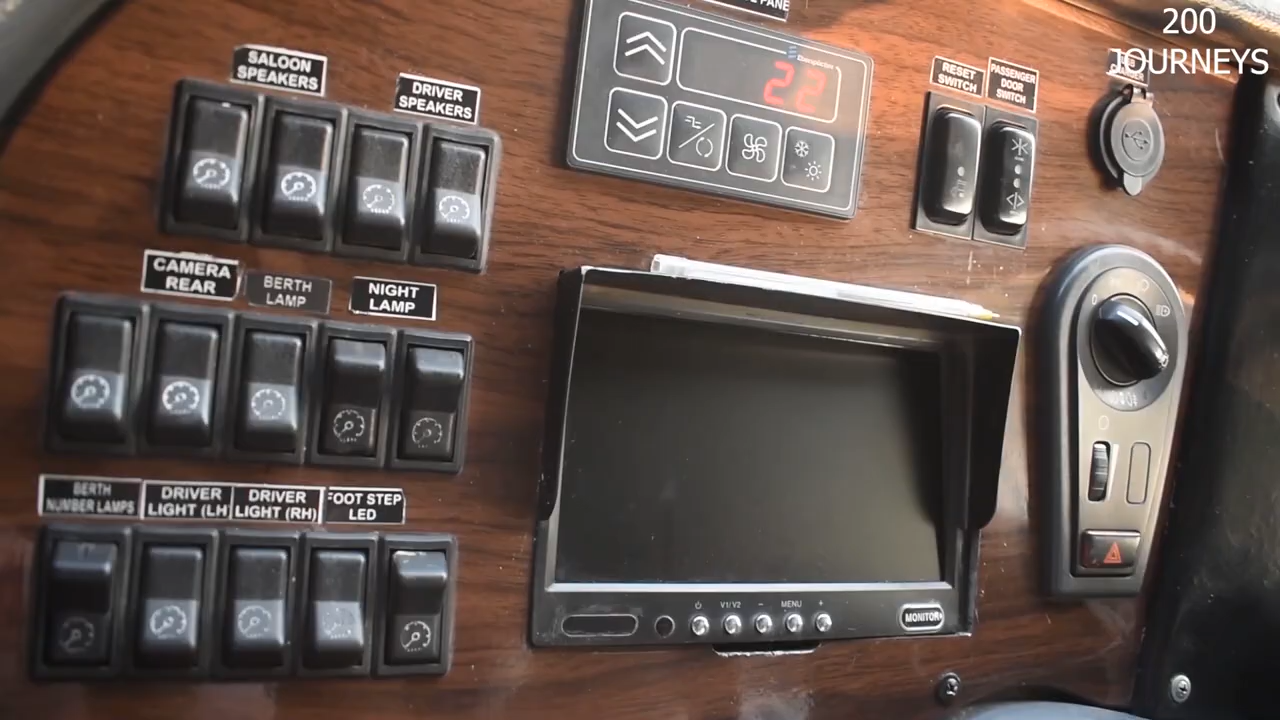 200
JOURNEYS
PANE
SALOON
SPEAKERS
DRIVER
SPEAKERS
22
RESET
SWITCH
PASSENGER
DOOR
SWITCH
CAMERA
REAR
BERTH
LAMP
NIGHT
LAMP
BERTH
NUMBER LAMPS
DRIVER
LIGHT (LH)
DRIVER
LIGHT (RH)
FOOT STEP
LED
V1/V2
MENU
MONITOR